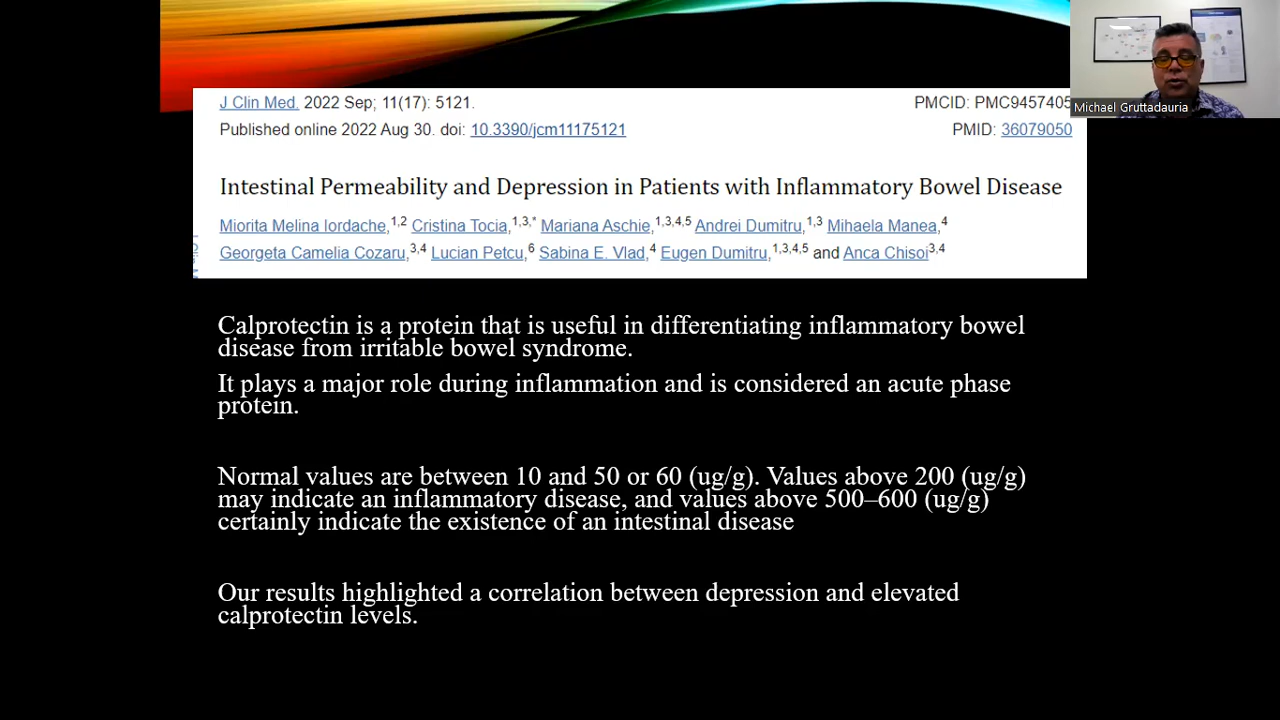 J Clin Med. 2022 Sep; 11(17): 5121.
PMCID: PMC9457405
Published online 2022 Aug 30. doi: 10.3390/jcm11175121
PMID: 36079050
Michael Gruttadauria
Intestinal Permeability and Depression in Patients with Inflammatory Bowel Disease
Miorita Melina Iordache,1,2 Cristina Tocia,1,3,* Mariana Aschie,1,3,4,5 Andrei Dumitru,1,3 Mihaela Manea,4
Georgeta Camelia Cozaru,3,4 Lucian Petcu,6 Sabina E. Vlad,4 Eugen Dumitru,1,3,4,5 and Anca Chisoi3,4
Calprotectin is a protein that is useful in differentiating inflammatory bowel
disease from irritable bowel syndrome.
It plays a major role during inflammation and is considered an acute phase
protein.
Normal values are between 10 and 50 or 60 (ug/g). Values above 200 (ug/g)
may indicate an inflammatory disease, and values above 500–600 (ug/g)
certainly indicate the existence of an intestinal disease
Our results highlighted a correlation between depression and elevated
calprotectin levels.